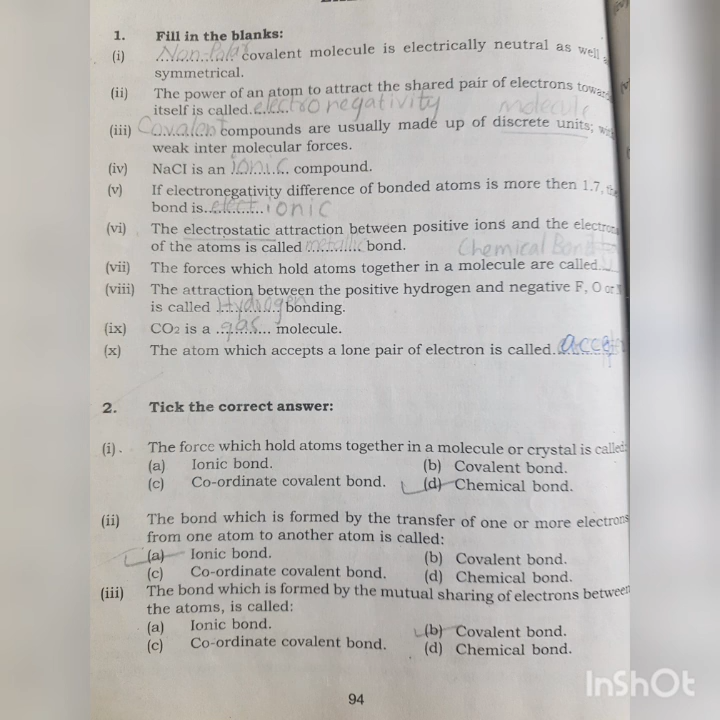 1. Fill in the blanks:
(i) Non-Polar covalent molecule is electrically neutral as well
symmetrical.
(ii) The power of an atom to attract the shared pair of electrons
itself is called.electronegativity molecule
(iii) Covalent compounds are usually made up of discrete units;
weak inter molecular forces.
(iv) NaCI is an ionic compound.
(v) If electronegativity difference of bonded atoms is more then 1.7, the
bond is..elect ionic
(vi) The electrostatic attraction between positive ions and the electrons
of the atoms is called metallic bond. Chemical Bond
(vii) The forces which hold atoms together in a molecule are called...
(viii) The attraction between the positive hydrogen and negative F, O or N
is called Hydrogen bonding.
(ix) CO2 is a gas molecule.
(x) The atom which accepts a lone pair of electron is called.
2. Tick the correct answer:
(i). The force which hold atoms together in a molecule or crystal is called:
(a) Ionic bond. (b) Covalent bond.
(c) Co-ordinate covalent bond. (d) Chemical bond.
(ii) The bond which is formed by the transfer of one or more electrons
from one atom to another atom is called:
(a) Ionic bond. (b) Covalent bond.
(c) Co-ordinate covalent bond. (d) Chemical bond.
(iii) The bond which is formed by the mutual sharing of electrons between
the atoms, is called:
(a) Ionic bond. (b) Covalent bond.
(c) Co-ordinate covalent bond. (d) Chemical bond.
94
InShOt